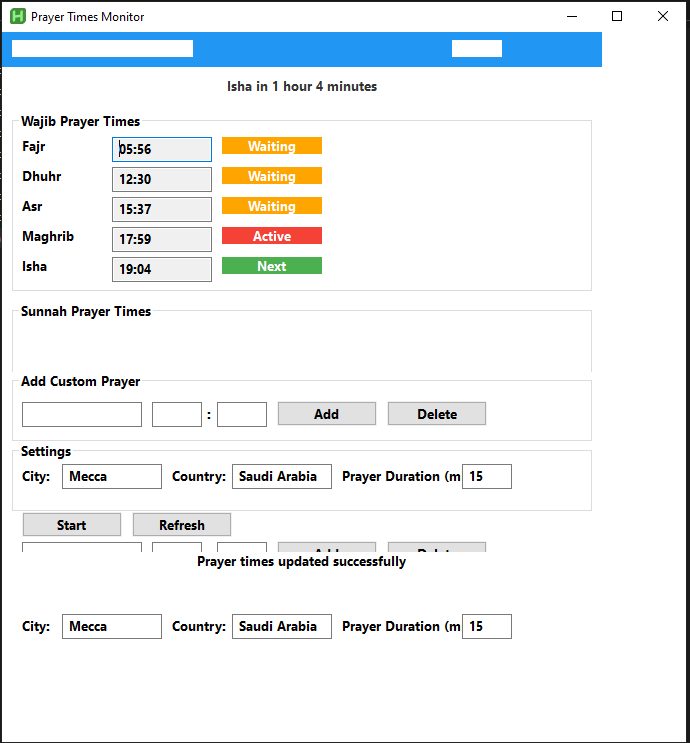 H Prayer Times Monitor
Isha in 1 hour 4 minutes
Wajib Prayer Times
Fajr 05:56 Waiting
Dhuhr 12:30 Waiting
Asr 15:37 Waiting
Maghrib 17:59 Active
Isha 19:04 Next
Sunnah Prayer Times
Add Custom Prayer
: Add Delete
Settings
City: Mecca Country: Saudi Arabia Prayer Duration (m 15
Start Refresh
Add Delete
Prayer times updated successfully
City: Mecca Country: Saudi Arabia Prayer Duration (m 15